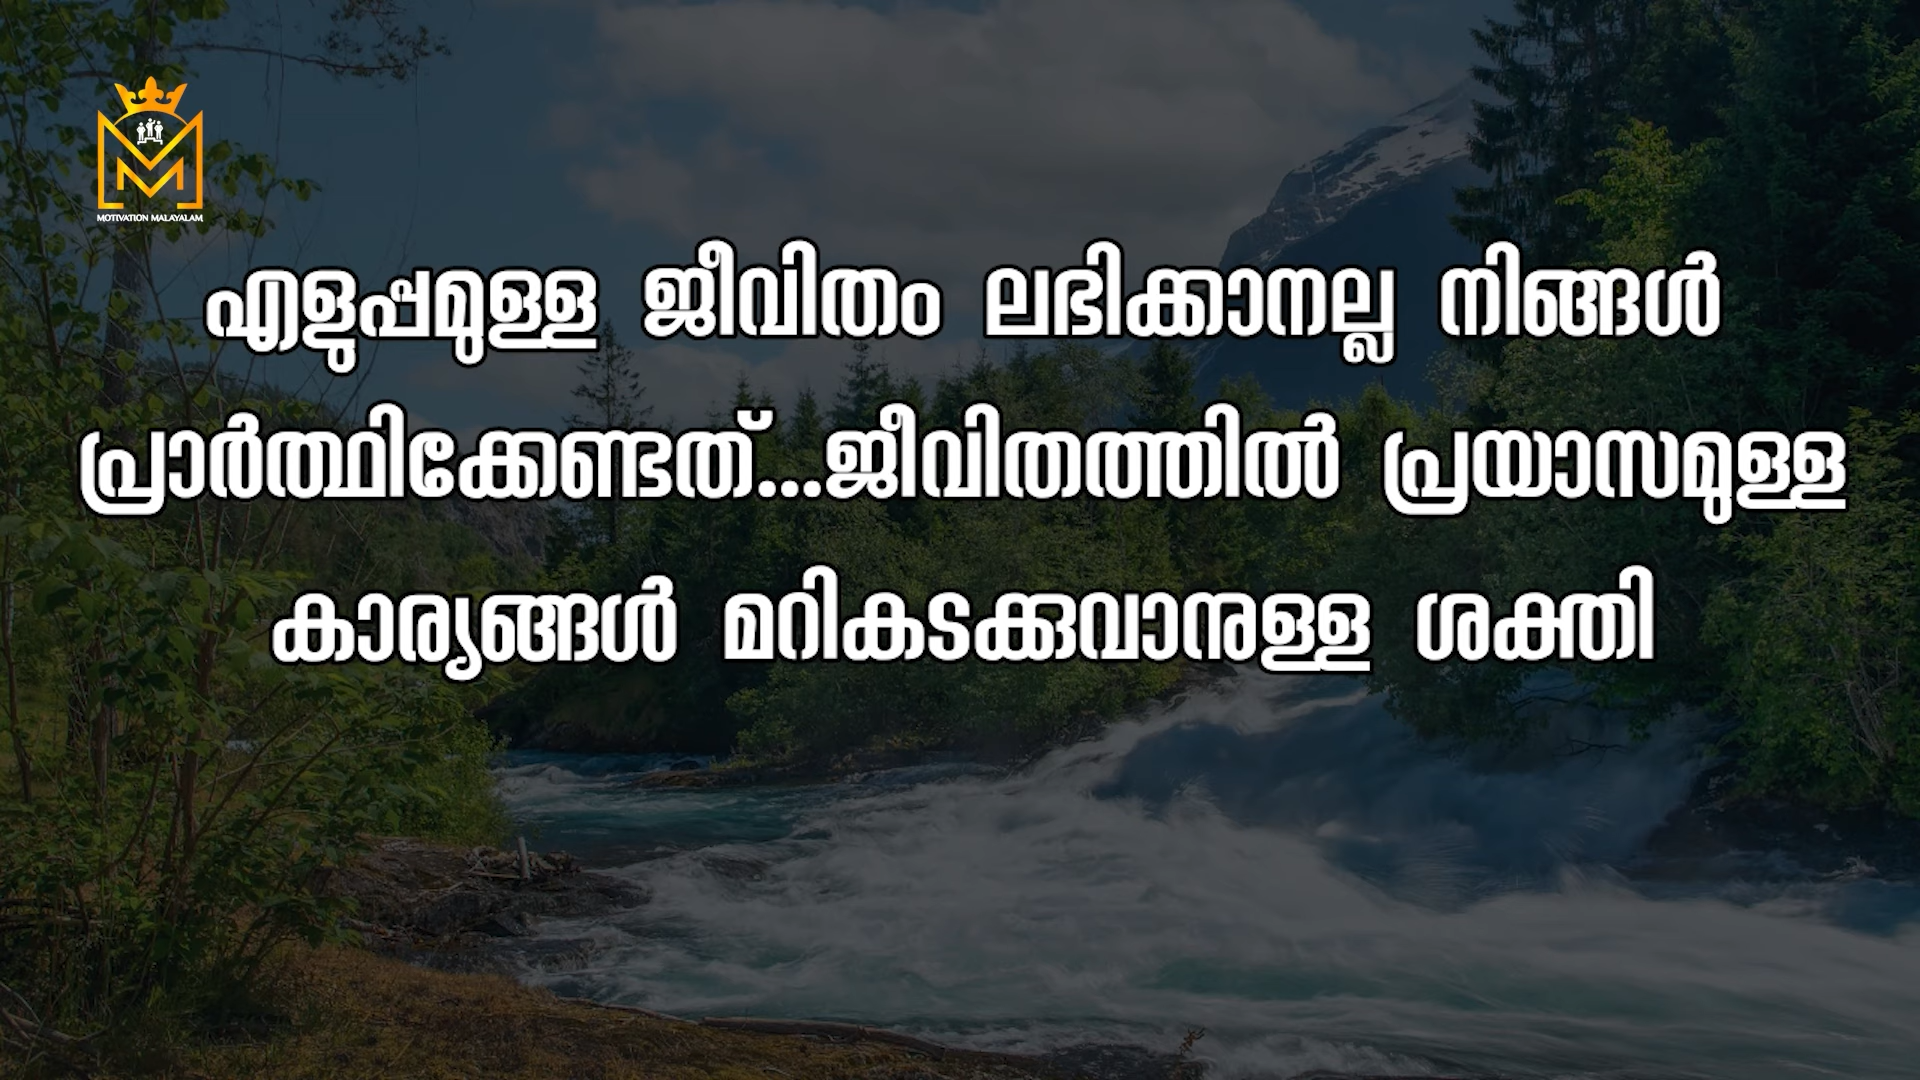 MOTIVATION MALAYALAM
എളുപ്പമുള്ള ജീവിതം ലഭിക്കാനല്ല നിങ്ങൾ
പ്രാർത്ഥിക്കേണ്ടത്...ജീവിതത്തിൽ പ്രയാസമുള്ള
കാര്യങ്ങൾ മറികടക്കുവാനുള്ള ശക്തി